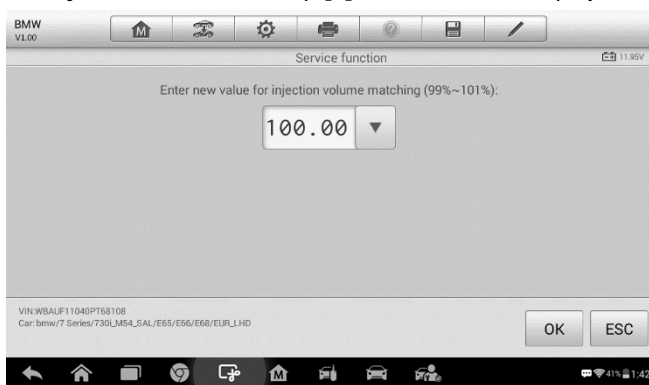 BMW
V1.00
Service function
11.95V
Enter new value for injection volume matching (99%~101%):
100.00
VIN:WBAUF11040PT68108
Car: bmw/7 Series/730i_M54_SAL/E65/E66/E68/EUR_LHD
OK
ESC
41%
1:42